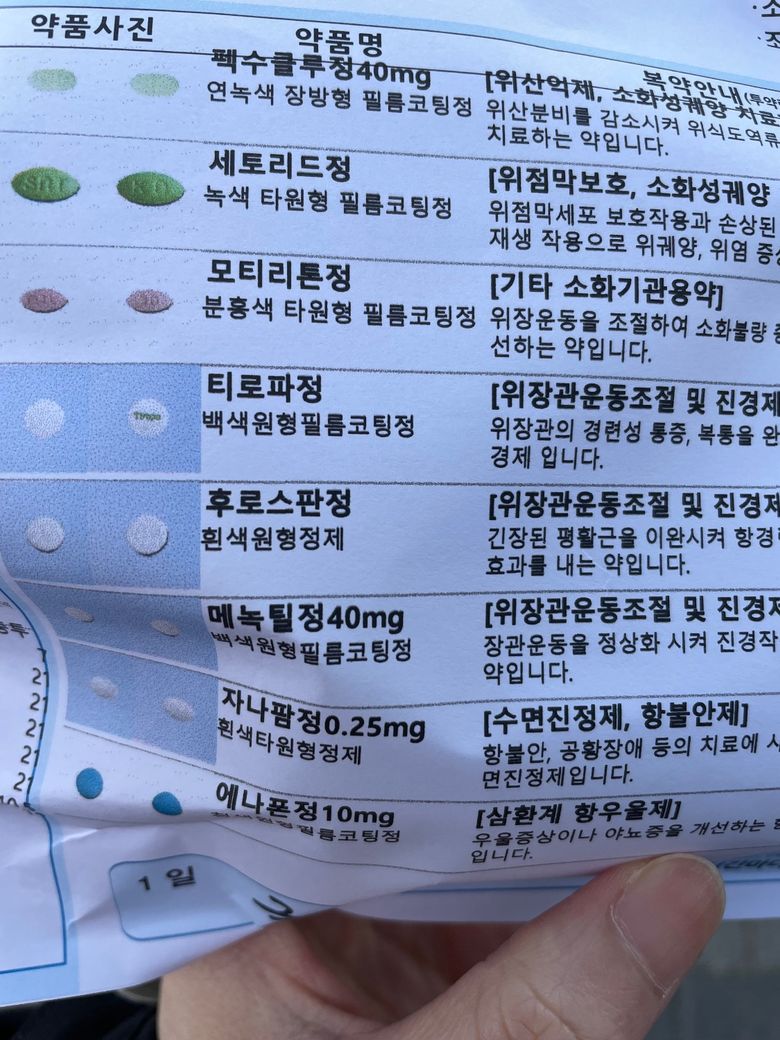 약품사진
약품명
복약안내
펙수클루정40mg
연녹색 장방형 필름코팅정
[위산억제, 소화성궤양 치료
위산분비를 감소시켜 위식도역류
치료하는 약입니다.
세토리드정
녹색 타원형 필름코팅정
[위점막보호, 소화성궤양
위점막세포 보호작용과 손상된
재생 작용으로 위궤양, 위염 증상
모티리톤정
분홍색 타원형 필름코팅정
[기타 소화기관용약]
위장운동을 조절하여 소화불량
선하는 약입니다.
티로파정
백색원형필름코팅정
[위장관운동조절 및 진경제
위장관의 경련성 통증, 복통을 완
경제 입니다.
후로스판정
흰색원형정제
[위장관운동조절 및 진경제
긴장된 평활근을 이완시켜 항경
효과를 내는 약입니다.
메녹틸정40mg
백색원형필름코팅정
[위장관운동조절 및 진경제
장관운동을 정상화 시켜 진경작
약입니다.
자나팜정0.25mg
흰색타원형정제
[수면진정제, 항불안제]
항불안, 공황장애 등의 치료에 사
면진정제입니다.
에나폰정10mg
필름코팅정
[삼환계 항우울제]
우울증상이나 야뇨증을 개선하는
입니다.
1 일